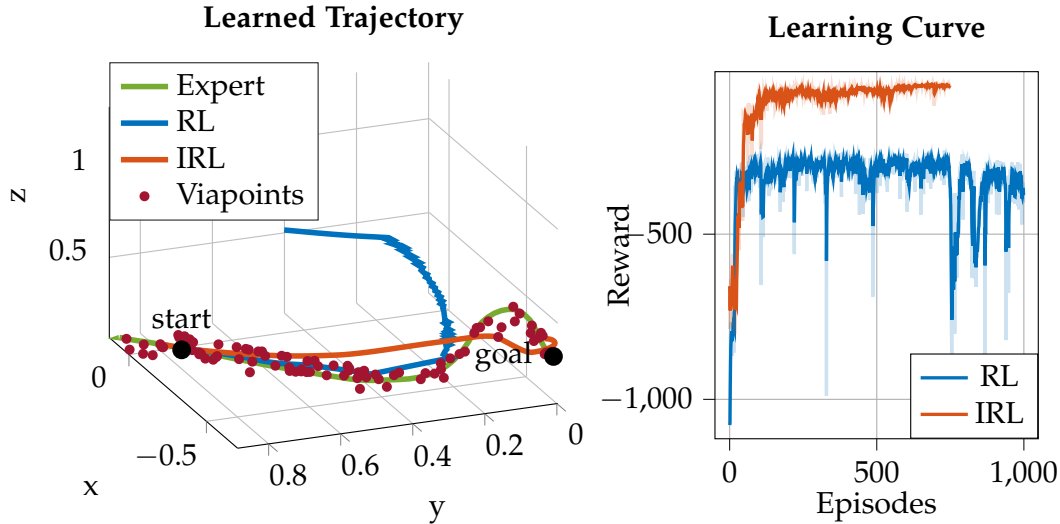 Learned Trajectory
Expert
RL
IRL
Viapoints
1
0.5
z
start
goal
0
−0.5
x
0.8
0.6
0.4
0.2
0
y
Learning Curve
−500
−1,000
Reward
RL
IRL
0
500
1,000
Episodes